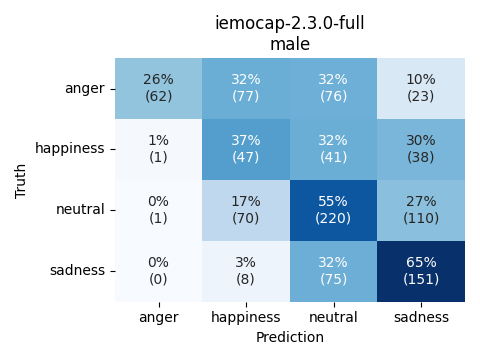 iemocap-2.3.0-full
male
Truth
anger
26% 32% 32% 10%
(62) (77) (76) (23)
happiness
1% 37% 32% 30%
(1) (47) (41) (38)
neutral
0% 17% 55% 27%
(1) (70) (220) (110)
sadness
0% 3% 32% 65%
(0) (8) (75) (151)
anger happiness neutral sadness
Prediction